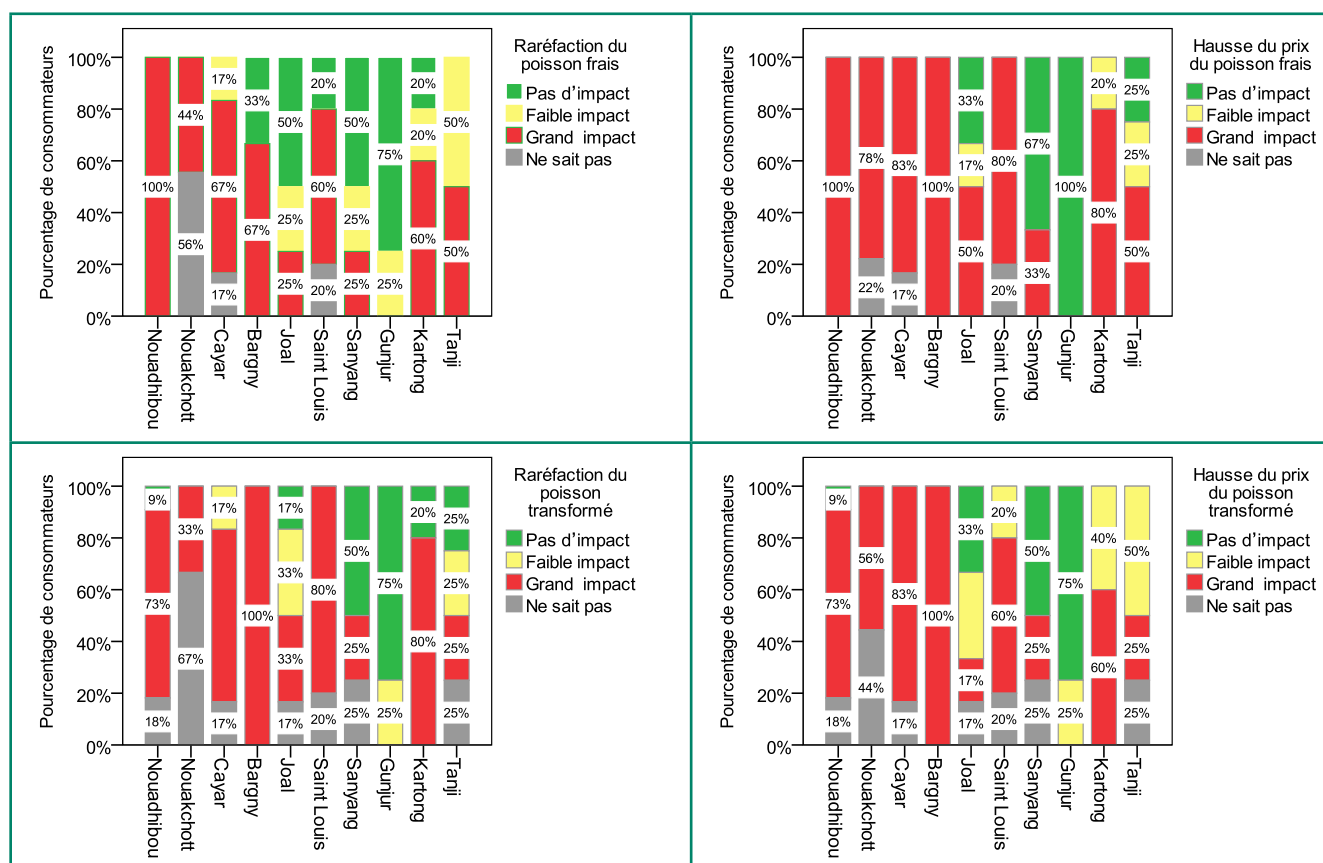 Raréfaction du
poisson frais
Pas d'impact
Faible impact
Grand impact
Ne sait pas
Pourcentage de consommateurs
100%
80%
60%
40%
20%
0%
100%
44%
56%
17%
67%
17%
33%
67%
50%
25%
25%
20%
60%
20%
50%
25%
25%
75%
25%
20%
20%
60%
50%
50%
Nouadhibou
Nouakchott
Cayar
Bargny
Joal
Saint Louis
Sanyang
Gunjur
Kartong
Tanji
Hausse du prix
du poisson frais
Pas d'impact
Faible impact
Grand impact
Ne sait pas
Pourcentage de consommateurs
100%
80%
60%
40%
20%
0%
100%
78%
22%
83%
17%
100%
33%
17%
50%
80%
20%
67%
33%
100%
20%
80%
25%
25%
50%
Nouadhibou
Nouakchott
Cayar
Bargny
Joal
Saint Louis
Sanyang
Gunjur
Kartong
Tanji
Raréfaction du
poisson
transformé
Pas d'impact
Faible impact
Grand impact
Ne sait pas
Pourcentage de consommateurs
100%
80%
60%
40%
20%
0%
9%
73%
18%
33%
67%
17%
17%
100%
17%
33%
33%
17%
80%
20%
50%
25%
25%
75%
25%
20%
80%
25%
25%
25%
25%
Nouadhibou
Nouakchott
Cayar
Bargny
Joal
Saint Louis
Sanyang
Gunjur
Kartong
Tanji
Hausse du prix
du poisson
transformé
Pas d'impact
Faible impact
Grand impact
Ne sait pas
Pourcentage de consommateurs
100%
80%
60%
40%
20%
0%
9%
73%
18%
56%
44%
83%
17%
100%
33%
17%
17%
20%
60%
20%
50%
25%
25%
75%
25%
40%
60%
50%
25%
25%
Nouadhibou
Nouakchott
Cayar
Bargny
Joal
Saint Louis
Sanyang
Gunjur
Kartong
Tanji